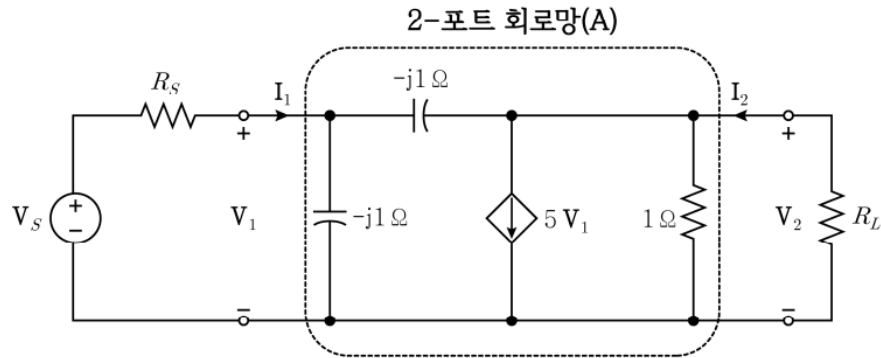 2-포트 회로망(A)
R_S
I_1
-j1 Ω
I_2
+
+
V_S
+
−
V_1
-j1 Ω
5 V_1
1 Ω
V_2
R_L
−
−